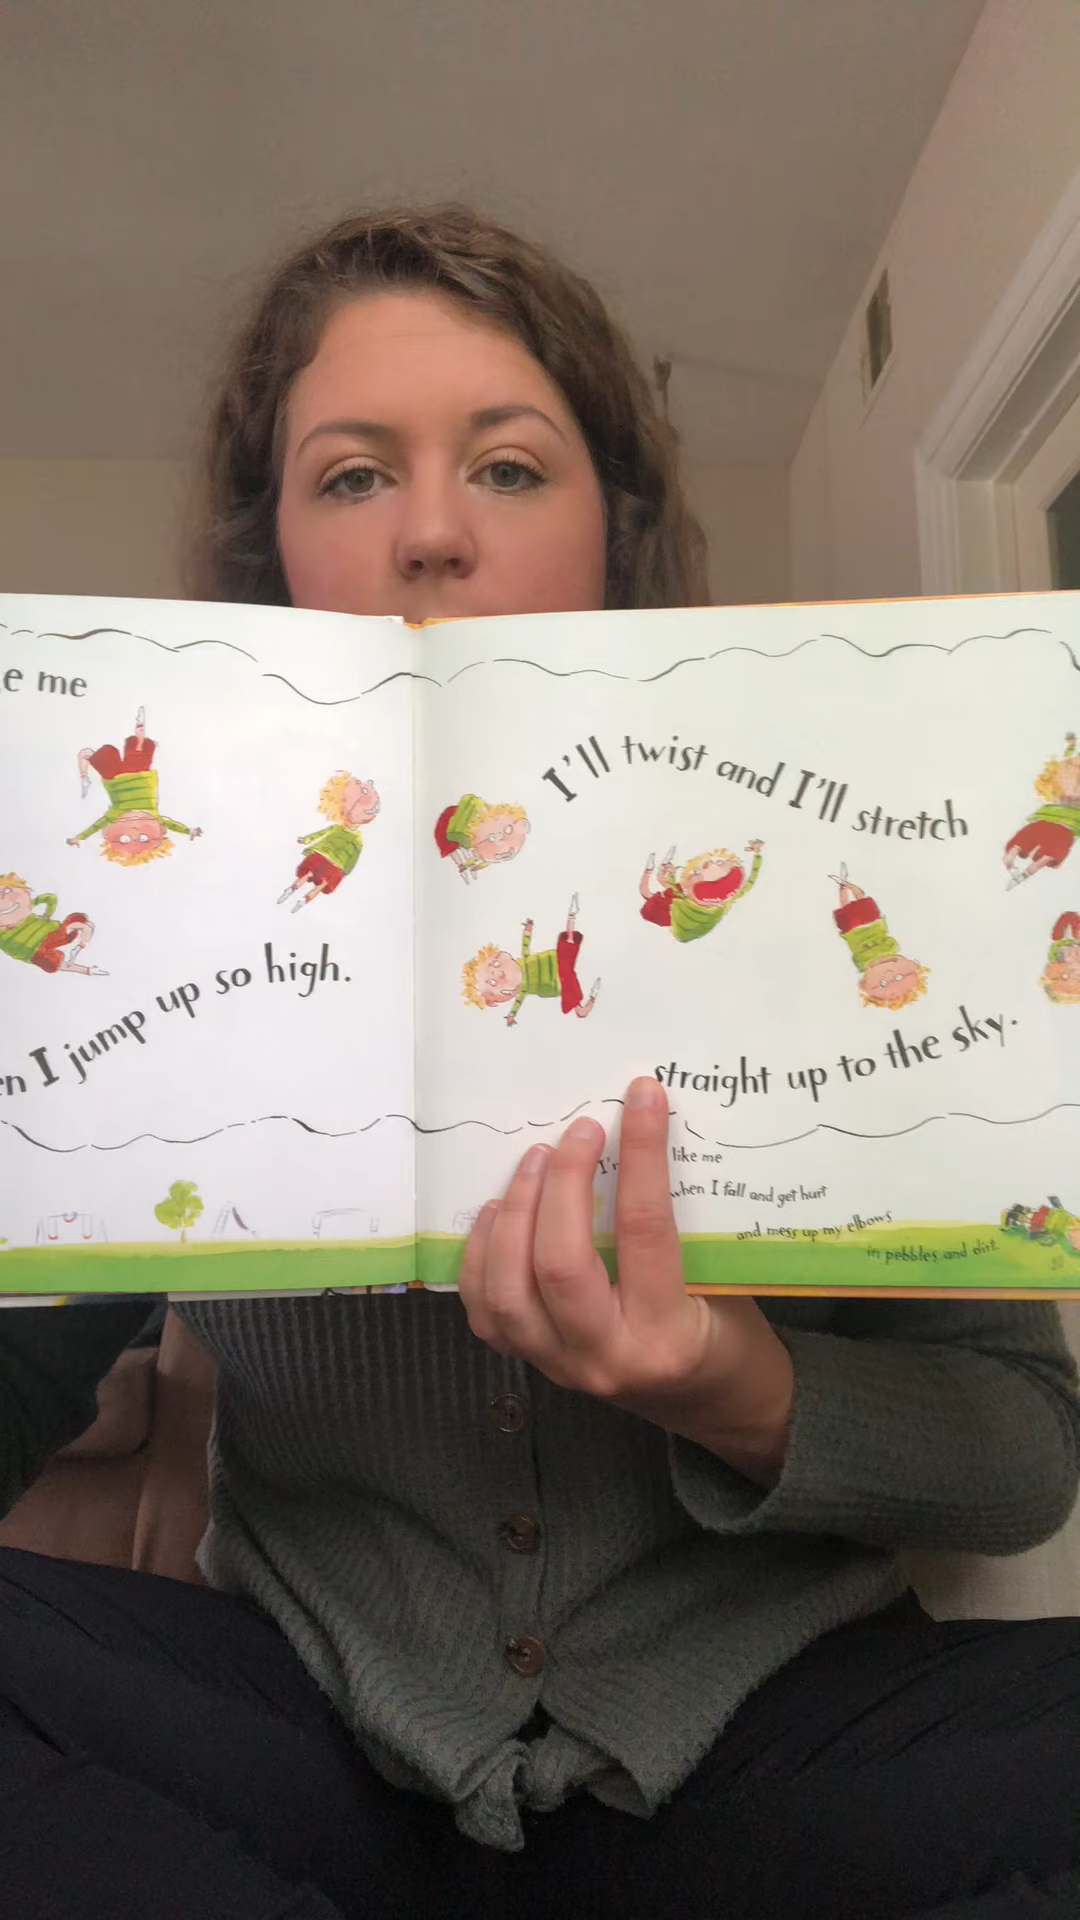 e me
en I jump up so high.
I'll twist and I'll stretch
straight up to the sky.
I'm like me
when I fall and get hurt
and mess up my elbows
in pebbles and dirt.